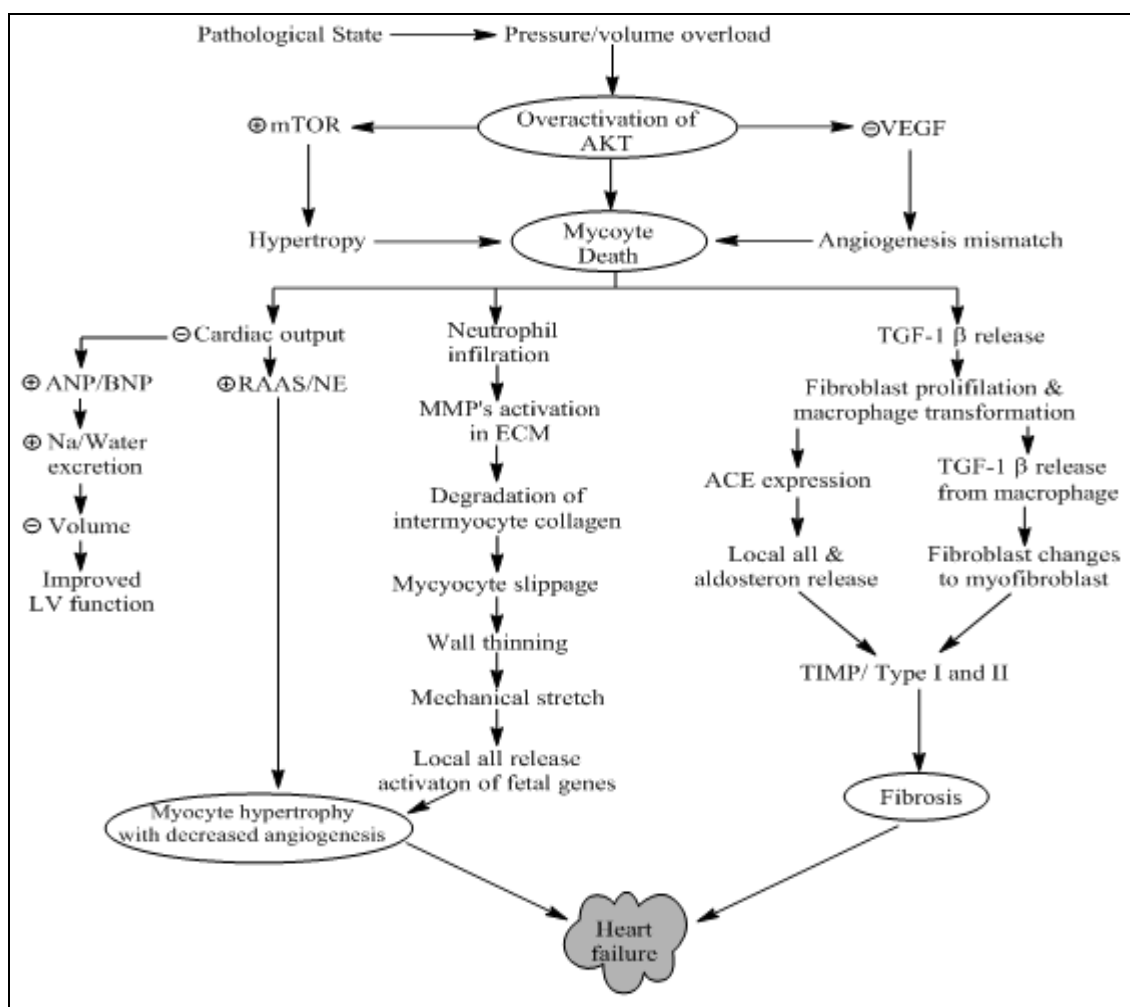 Pathological State
Pressure/volume overload
⊕mTOR
Overactivation of
AKT
⊖VEGF
Hypertropy
Mycoyte
Death
Angiogenesis mismatch
⊖Cardiac output
Neutrophil
infilration
TGF-1 β release
⊕ ANP/BNP
⊕RAAS/NE
MMP's activation
in ECM
Fibroblast prolifilation &
macrophage transformation
⊕ Na/Water
excretion
Degradation of
intermyocyte collagen
ACE expression
TGF-1 β release
from macrophage
⊖ Volume
Mycyocyte slippage
Local all &
aldosteron release
Fibroblast changes
to myofibroblast
Improved
LV function
Wall thinning
TIMP/ Type I and II
Mechanical stretch
Local all release
activaton of fetal genes
Myocyte hypertrophy
with decreased angiogenesis
Fibrosis
Heart
failure